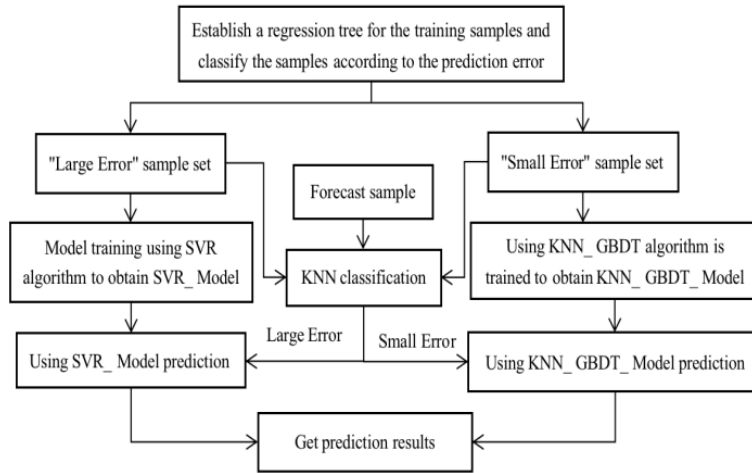 Establish a regression tree for the training samples and
classify the samples according to the prediction error
"Large Error" sample set
"Small Error" sample set
Forecast sample
Model training using SVR
algorithm to obtain SVR_ Model
KNN classification
Using KNN_ GBDT algorithm is
trained to obtain KNN_ GBDT_ Model
Large Error
Small Error
Using SVR_ Model prediction
Using KNN_ GBDT_ Model prediction
Get prediction results